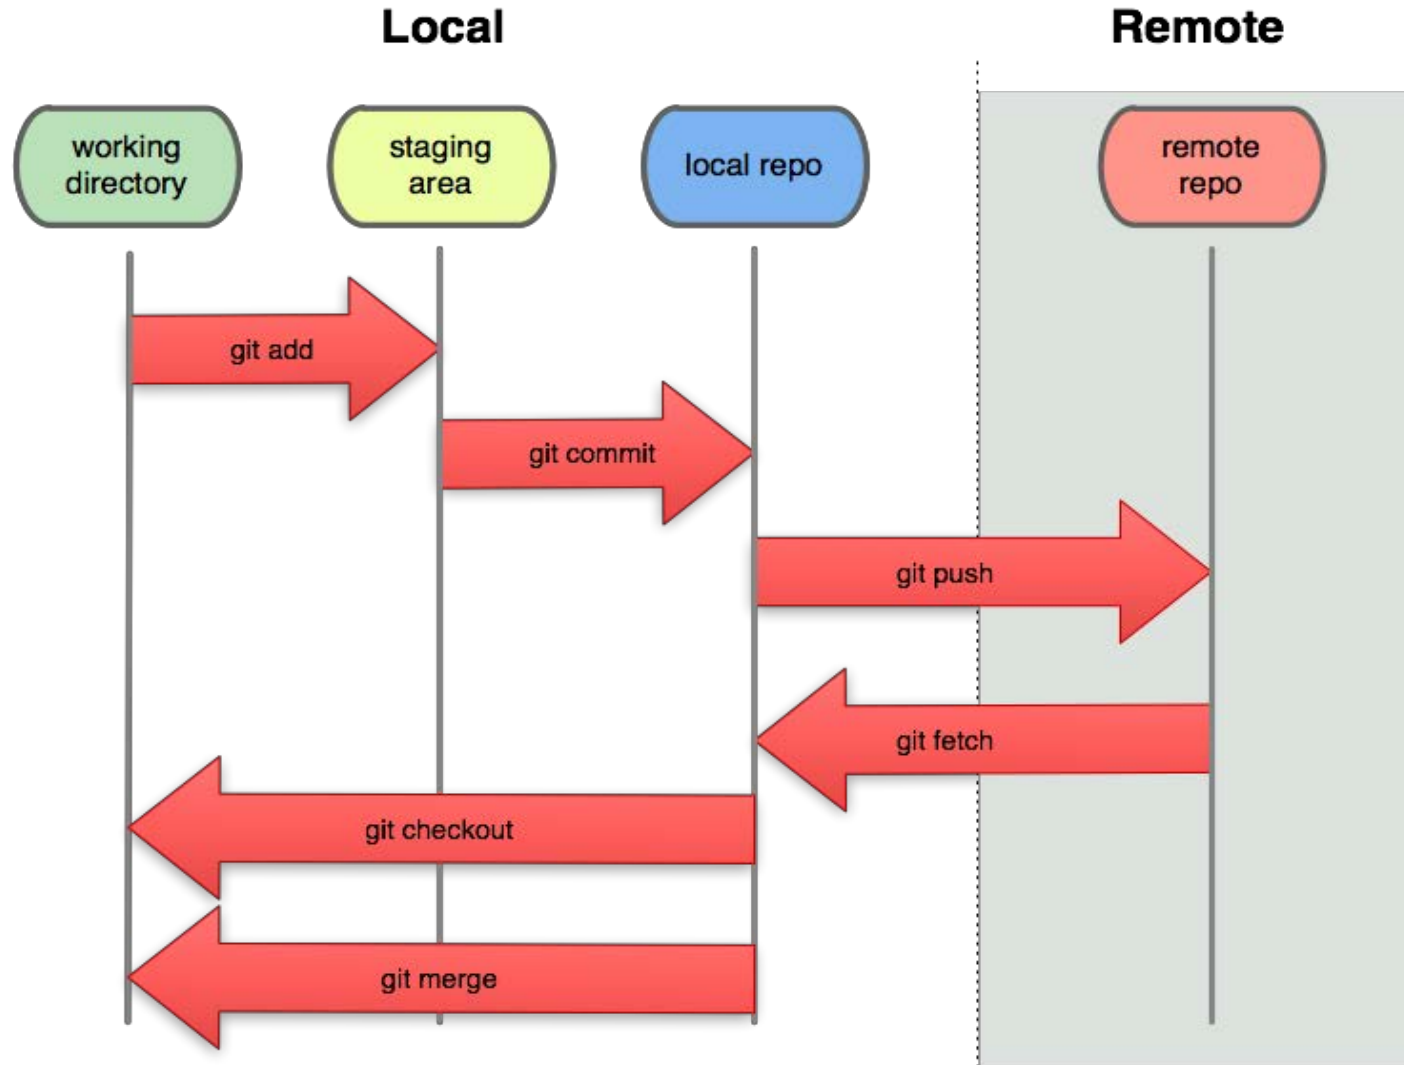 Local
Remote
working
directory
staging
area
local repo
remote
repo
git add
git commit
git push
git fetch
git checkout
git merge